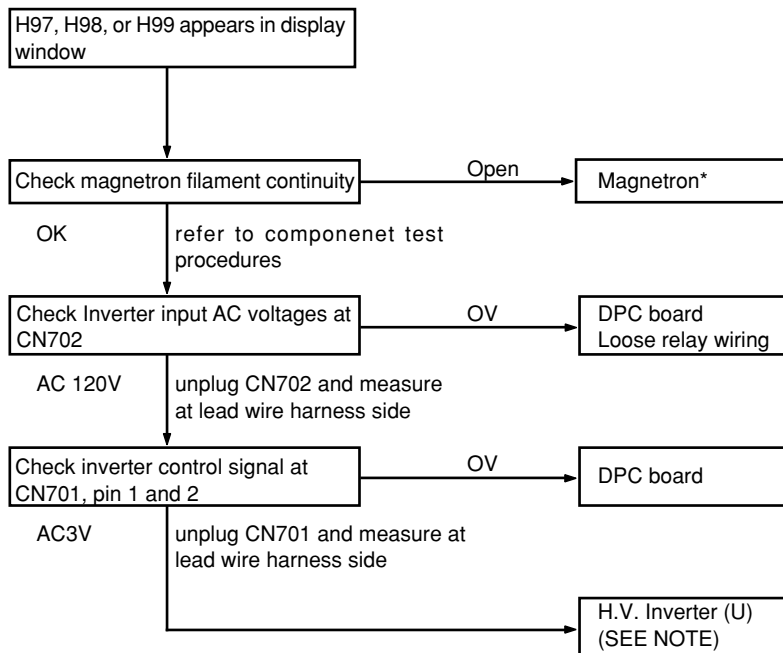 H97, H98, or H99 appears in display
window
Check magnetron filament continuity
Open
Magnetron*
OK
refer to componenet test
procedures
Check Inverter input AC voltages at
CN702
OV
DPC board
Loose relay wiring
AC 120V
unplug CN702 and measure
at lead wire harness side
Check inverter control signal at
CN701, pin 1 and 2
OV
DPC board
AC3V
unplug CN701 and measure at
lead wire harness side
H.V. Inverter (U)
(SEE NOTE)